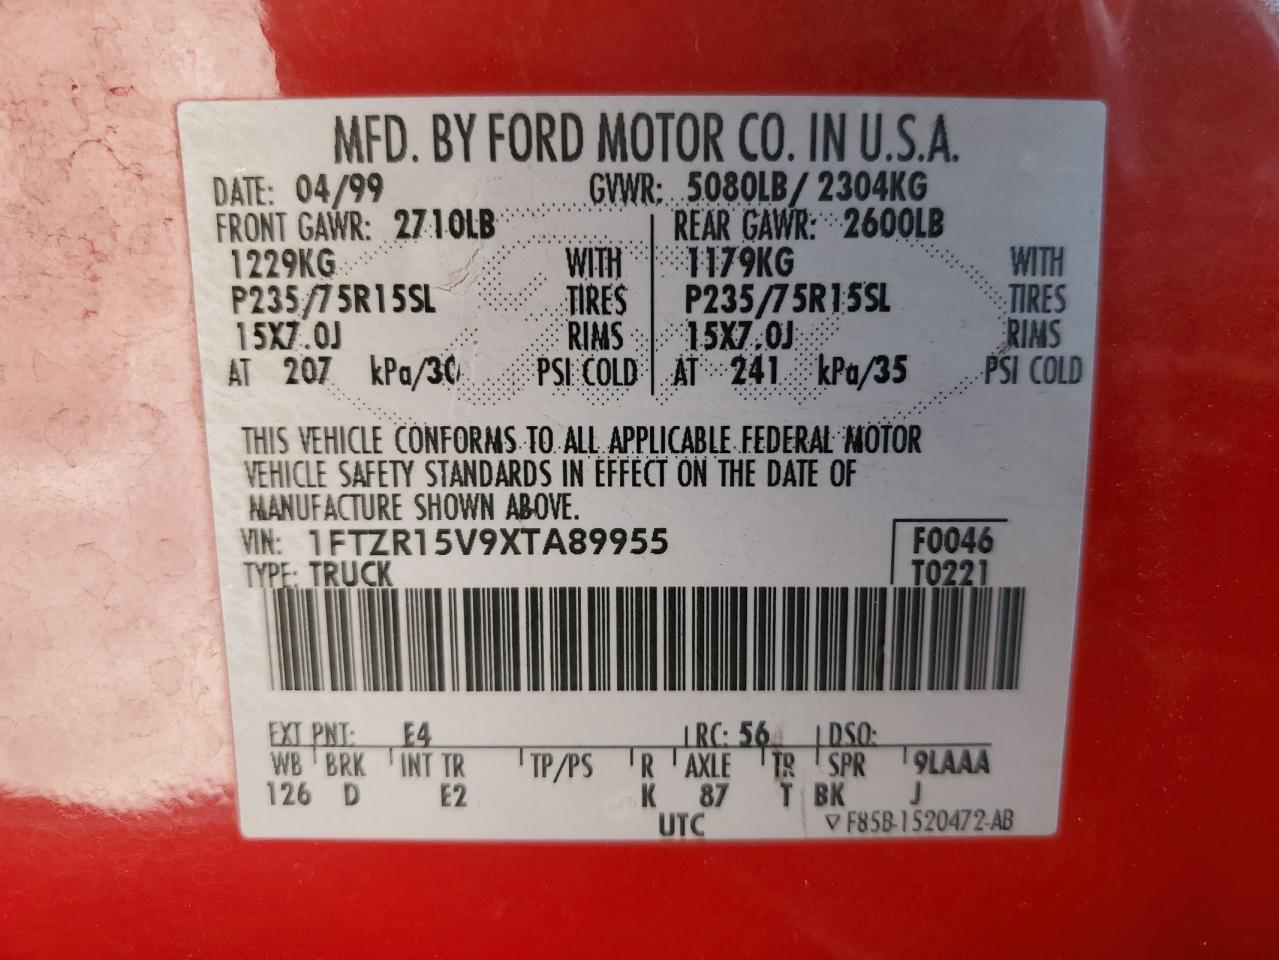 MFD. BY FORD MOTOR CO. IN U.S.A.
DATE: 04/99 GVWR: 5080LB/ 2304KG
FRONT GAWR: 2710LB REAR GAWR: 2600LB
1229KG WITH 1179KG WITH
P235/75R15SL TIRES P235/75R15SL TIRES
15X7.0J RIMS 15X7.0J RIMS
AT 207 kPa/30 PSI COLD AT 241 kPa/35 PSI COLD
THIS VEHICLE CONFORMS TO ALL APPLICABLE FEDERAL MOTOR
VEHICLE SAFETY STANDARDS IN EFFECT ON THE DATE OF
MANUFACTURE SHOWN ABOVE.
VIN: 1FTZR15V9XTA89955 F0046
TYPE: TRUCK T0221
EXT PNT: E4 RC: 56 DSO:
WB BRK INT TR TP/PS R AXLE TR SPR 9LAAA
126 D E2 K 87 T BK J
UTC ▽ F85B-1520472-AB